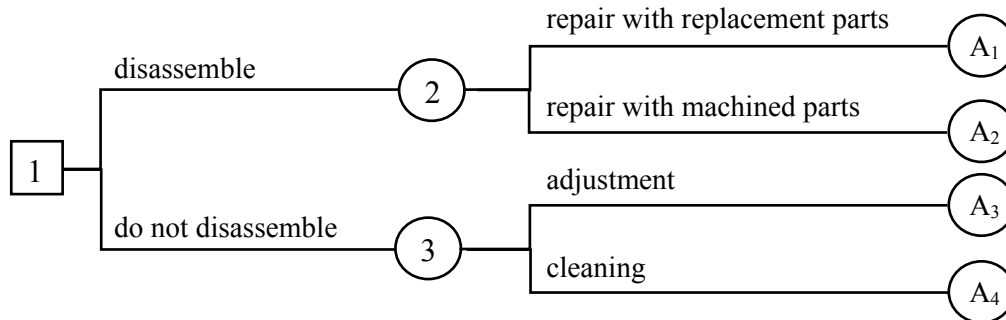 repair with replacement parts
A₁
disassemble
2
repair with machined parts
A₂
1
adjustment
A₃
do not disassemble
3
cleaning
A₄